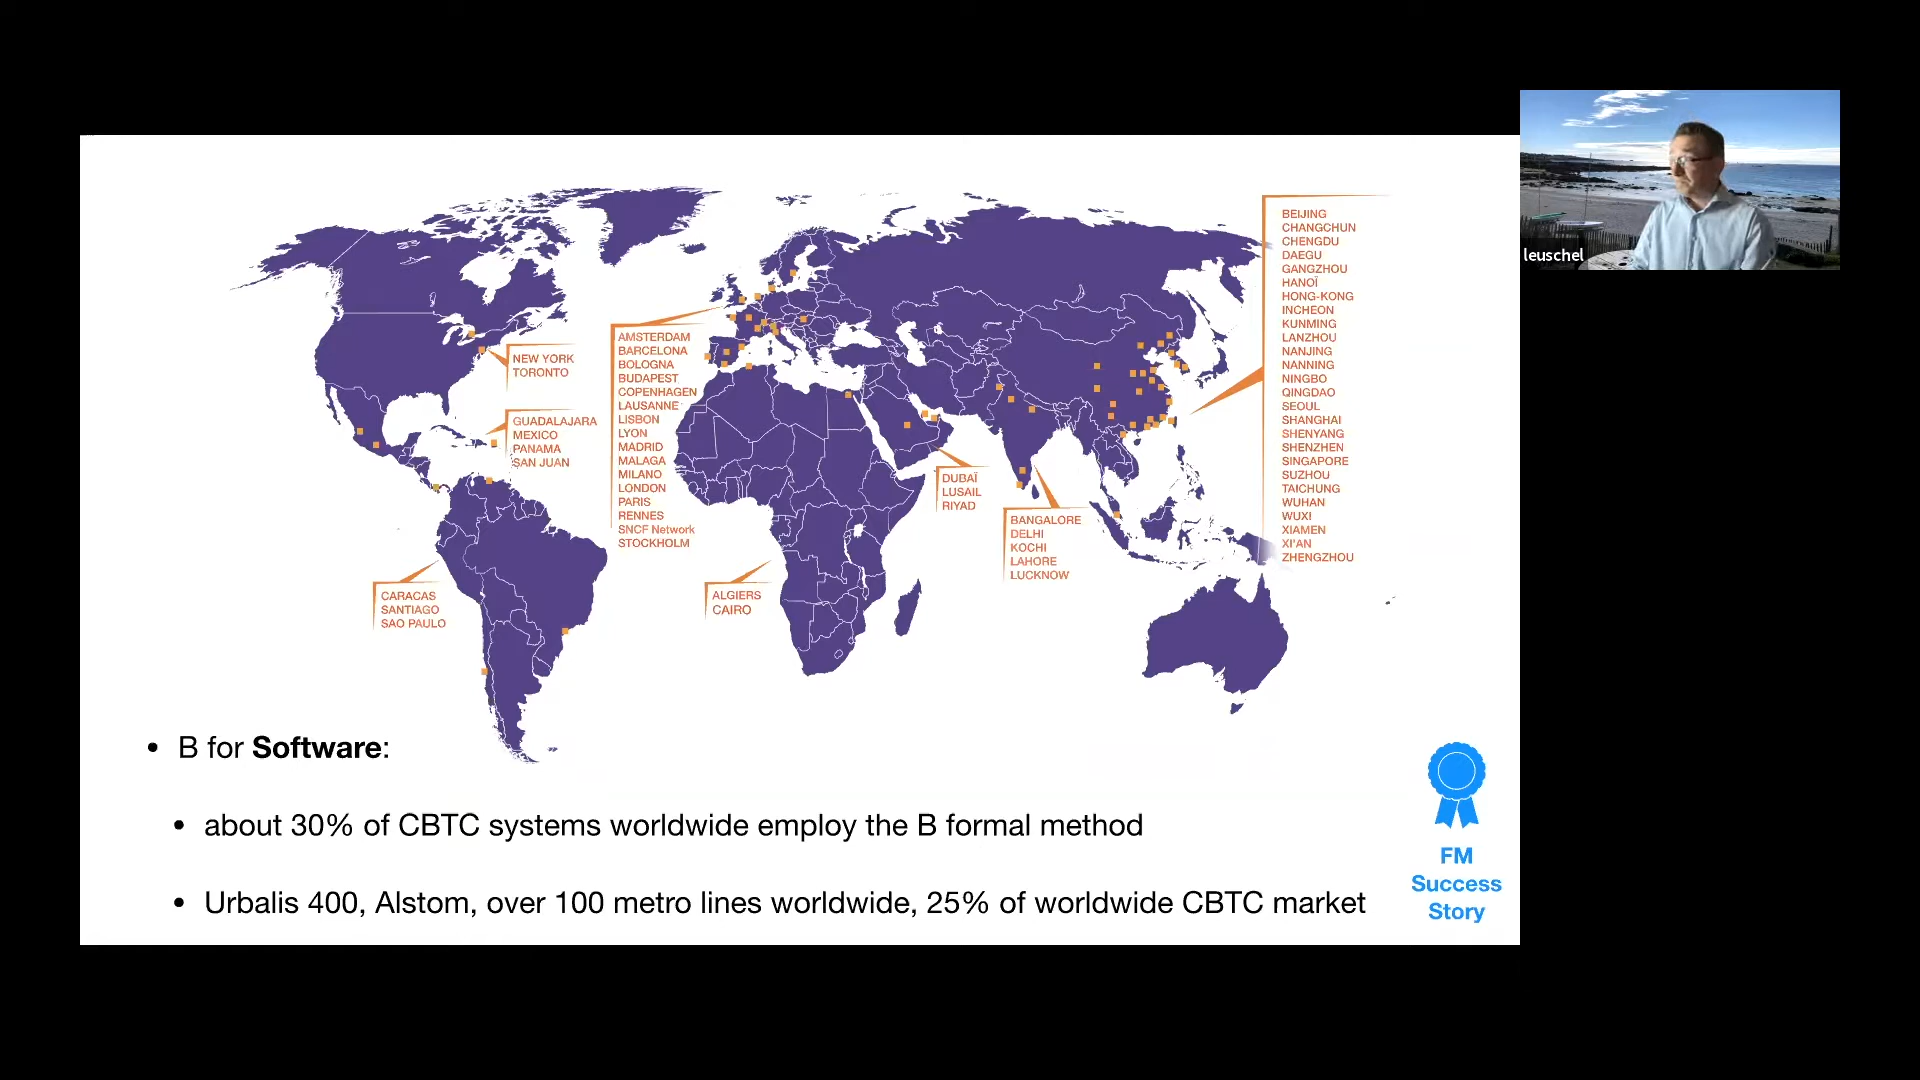 leuschel
NEW YORK
TORONTO
GUADALAJARA
MEXICO
PANAMA
SAN JUAN
CARACAS
SANTIAGO
SAO PAULO
AMSTERDAM
BARCELONA
BOLOGNA
BUDAPEST
COPENHAGEN
LAUSANNE
LISBON
LYON
MADRID
MALAGA
MILANO
LONDON
PARIS
RENNES
SNCF Network
STOCKHOLM
ALGIERS
CAIRO
DUBAÏ
LUSAIL
RIYAD
BANGALORE
DELHI
KOCHI
LAHORE
LUCKNOW
BEIJING
CHANGCHUN
CHENGDU
DAEGU
GANGZHOU
HANOÏ
HONG-KONG
INCHEON
KUNMING
LANZHOU
NANJING
NANNING
NINGBO
QINGDAO
SEOUL
SHANGHAI
SHENYANG
SHENZHEN
SINGAPORE
SUZHOU
TAICHUNG
WUHAN
WUXI
XIAMEN
XI'AN
ZHENGZHOU
• B for Software:
• about 30% of CBTC systems worldwide employ the B formal method
• Urbalis 400, Alstom, over 100 metro lines worldwide, 25% of worldwide CBTC market
FM
Success
Story